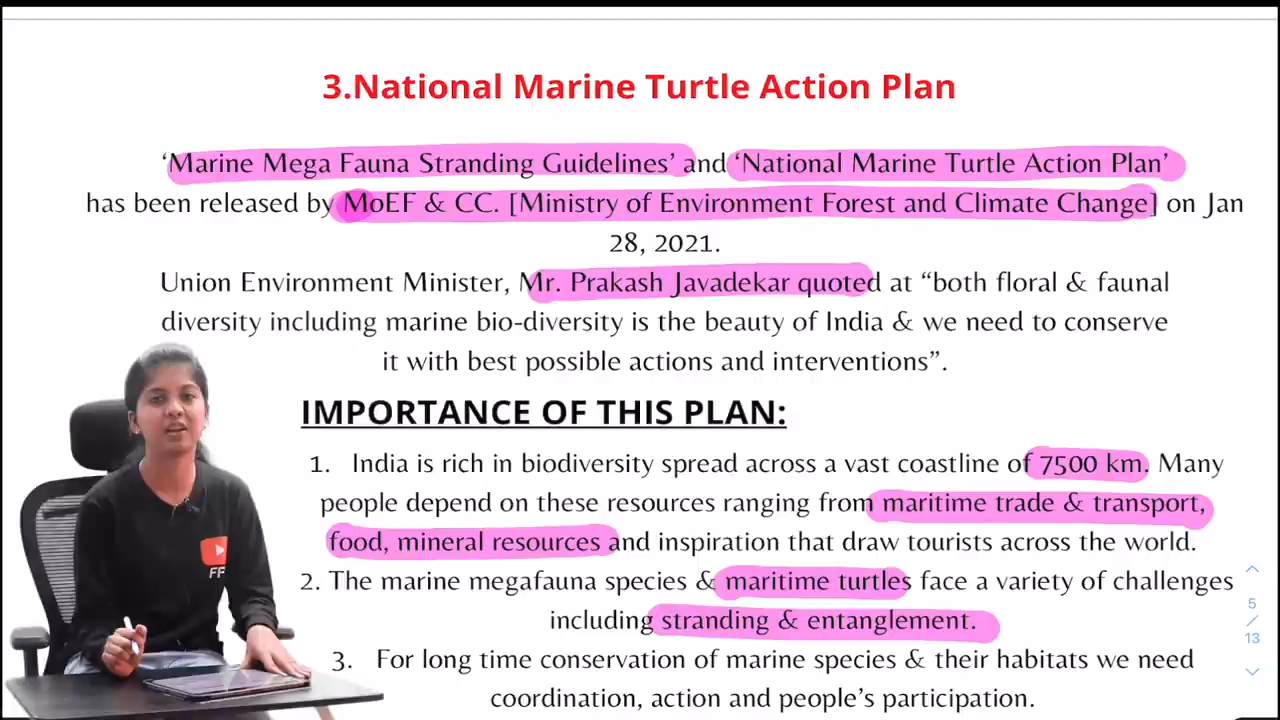 3.National Marine Turtle Action Plan
‘Marine Mega Fauna Stranding Guidelines’ and ‘National Marine Turtle Action Plan’
has been released by MoEF & CC. [Ministry of Environment Forest and Climate Change] on Jan
28, 2021.
Union Environment Minister, Mr. Prakash Javadekar quoted at “both floral & faunal
diversity including marine bio-diversity is the beauty of India & we need to conserve
it with best possible actions and interventions”.
IMPORTANCE OF THIS PLAN:
1. India is rich in biodiversity spread across a vast coastline of 7500 km. Many
people depend on these resources ranging from maritime trade & transport,
food, mineral resources and inspiration that draw tourists across the world.
2. The marine megafauna species & maritime turtles face a variety of challenges
including stranding & entanglement.
3. For long time conservation of marine species & their habitats we need
coordination, action and people’s participation.
FF
5
/
13